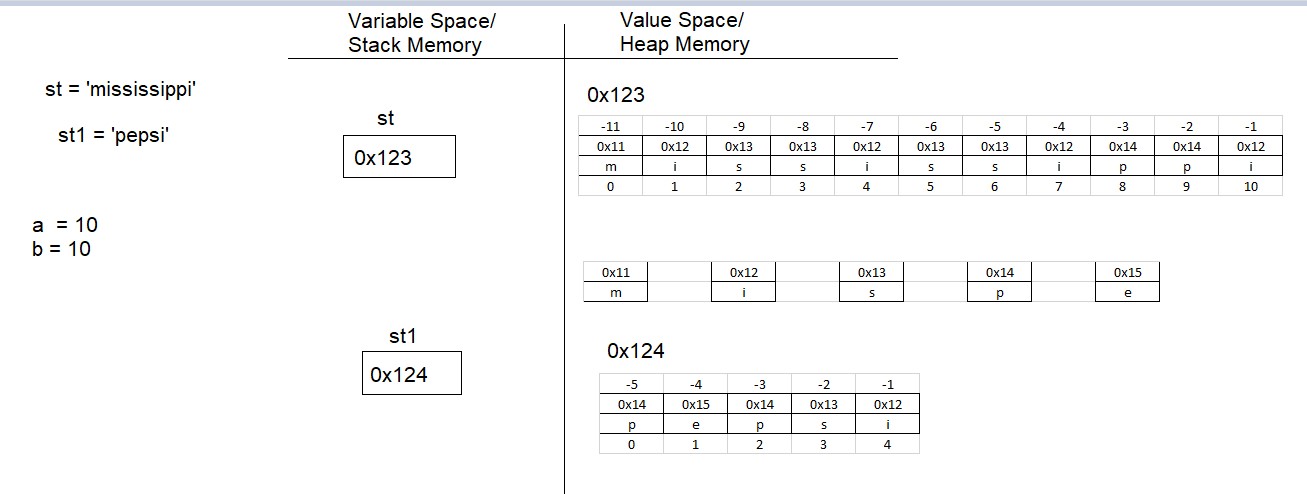 Variable Space/
Stack Memory
Value Space/
Heap Memory
st = 'mississippi'
st1 = 'pepsi'
a = 10
b = 10
st
0x123
0x123
-11 -10 -9 -8 -7 -6 -5 -4 -3 -2 -1
0x11 0x12 0x13 0x13 0x12 0x13 0x13 0x12 0x14 0x14 0x12
m i s s i s s i p p i
0 1 2 3 4 5 6 7 8 9 10
0x11 0x12 0x13 0x14 0x15
m i s p e
st1
0x124
0x124
-5 -4 -3 -2 -1
0x14 0x15 0x14 0x13 0x12
p e p s i
0 1 2 3 4